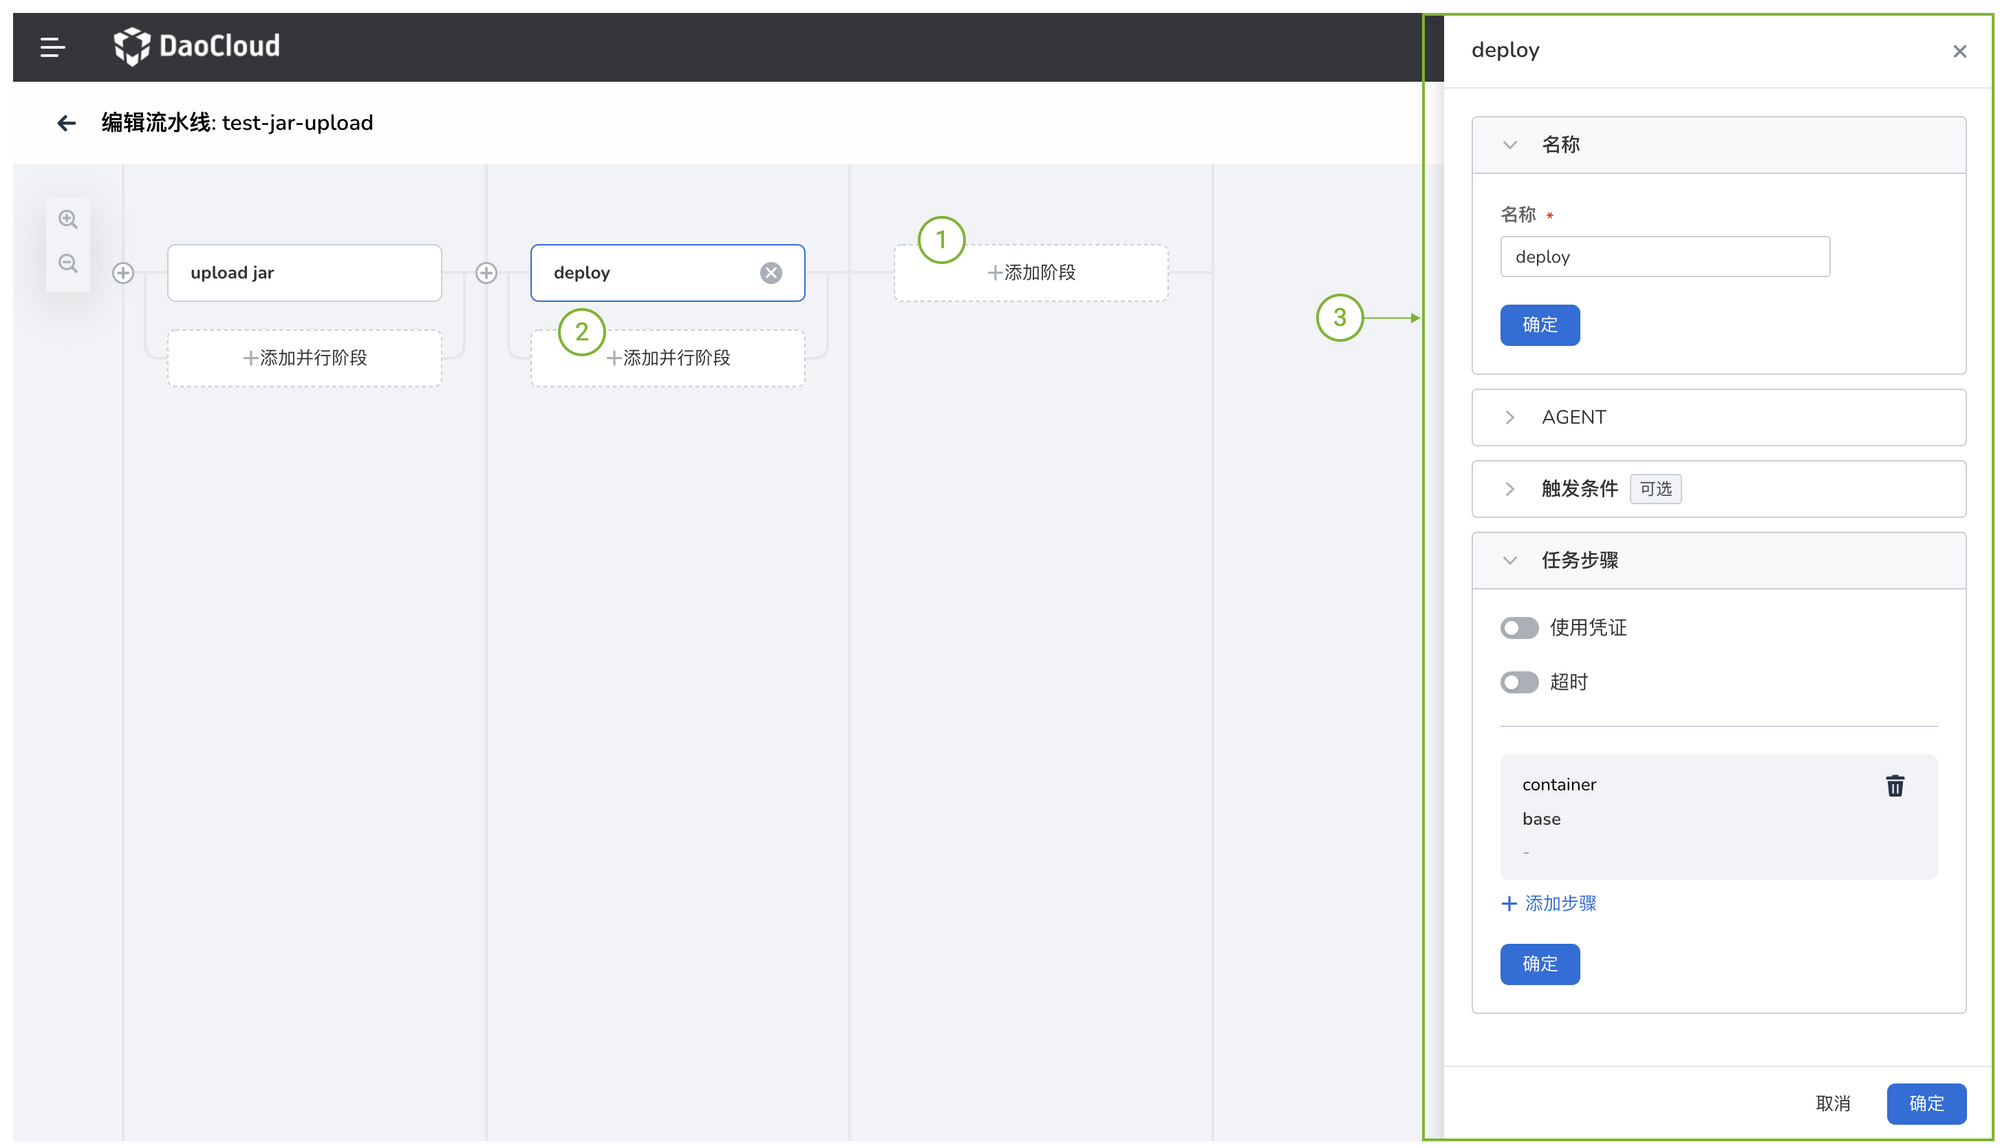 DaoCloud
编辑流水线: test-jar-upload
upload jar
+添加并行阶段
deploy
2
+添加并行阶段
1
+添加阶段
3
deploy
名称
名称 *
deploy
确定
AGENT
触发条件 可选
任务步骤
使用凭证
超时
container
base
-
+ 添加步骤
确定
取消 确定